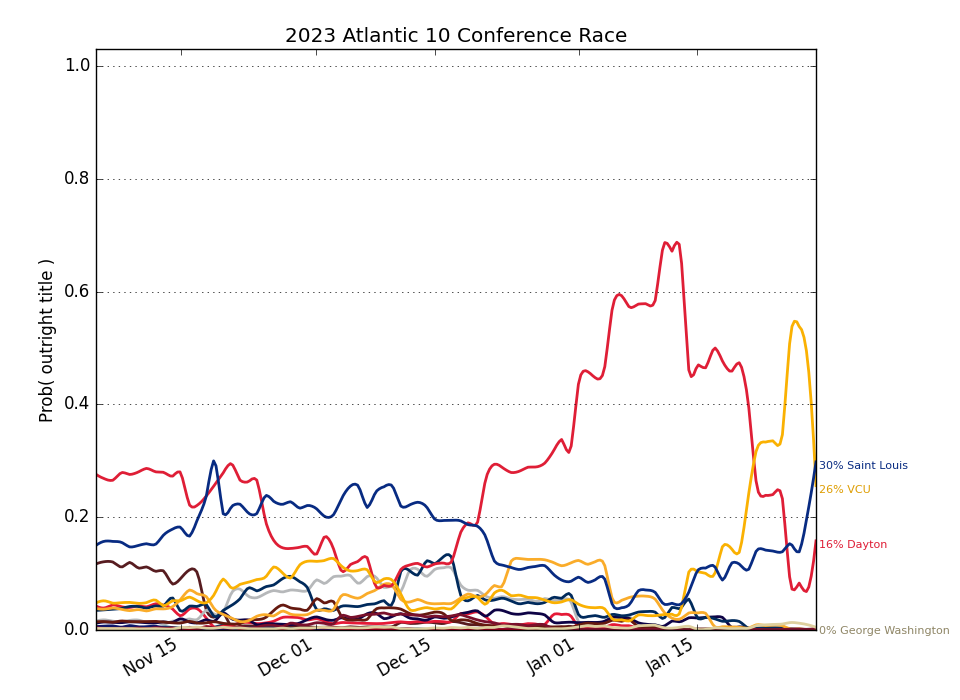 2023 Atlantic 10 Conference Race
Prob( outright title )
1.0
0.8
0.6
0.4
0.2
0.0
30% Saint Louis
26% VCU
16% Dayton
0% George Washington
Nov 15
Dec 01
Dec 15
Jan 01
Jan 15